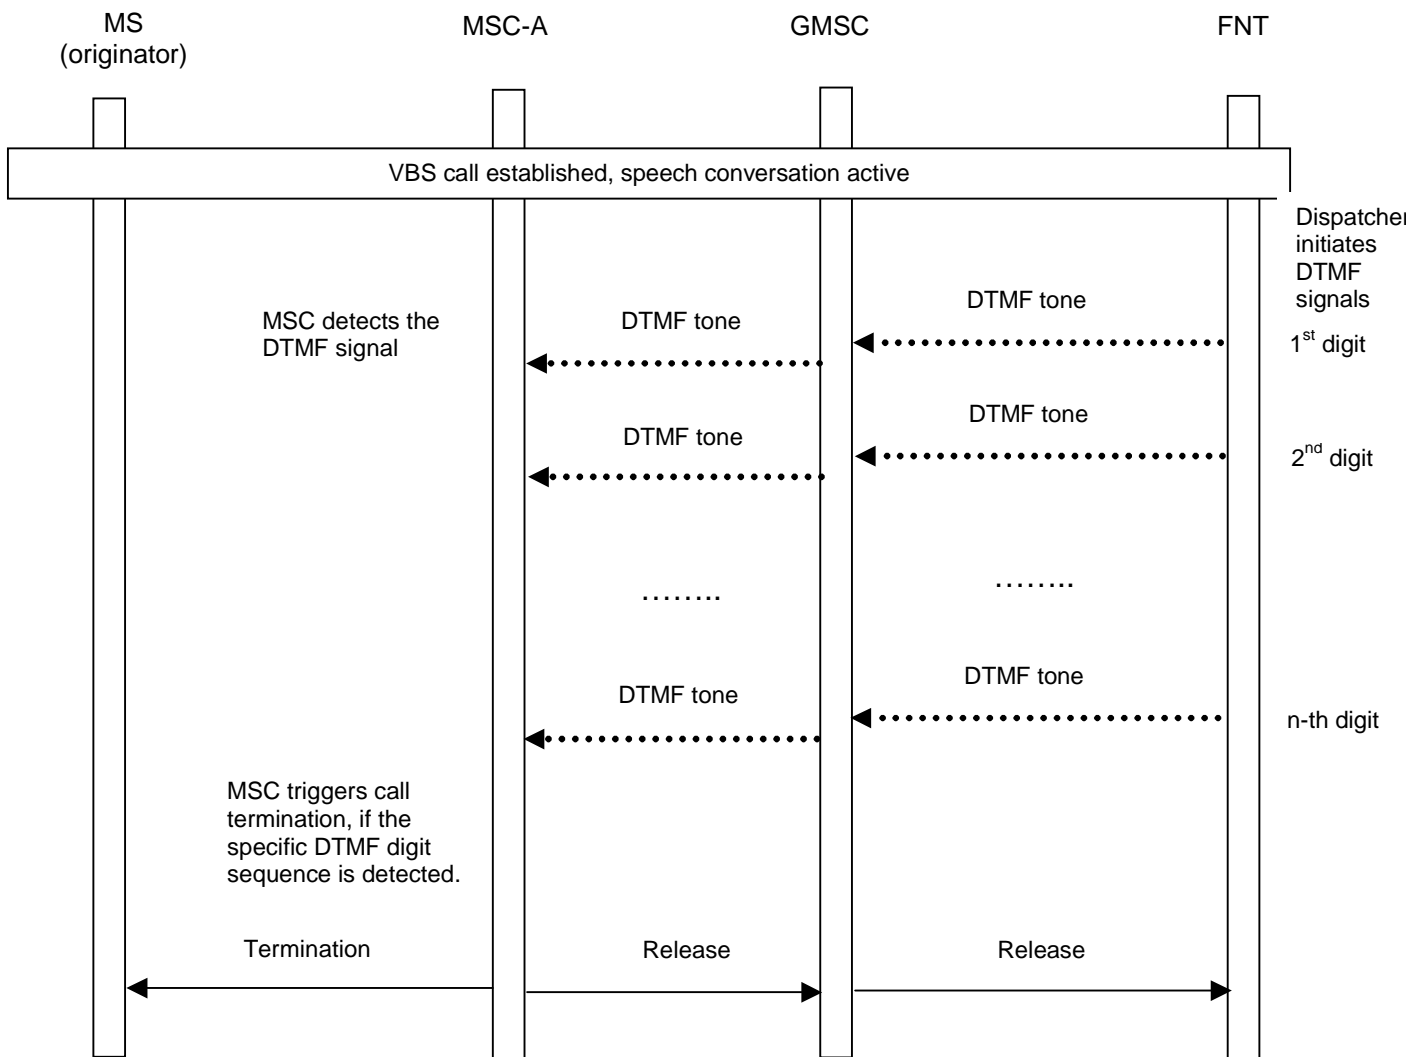 MS
(originator)
MSC-A
GMSC
FNT
VBS call established, speech conversation active
Dispatcher
initiates
DTMF
signals
MSC detects the
DTMF signal
DTMF tone
DTMF tone
1st digit
DTMF tone
DTMF tone
2nd digit
........
........
DTMF tone
DTMF tone
n-th digit
MSC triggers call
termination, if the
specific DTMF digit
sequence is detected.
Termination
Release
Release